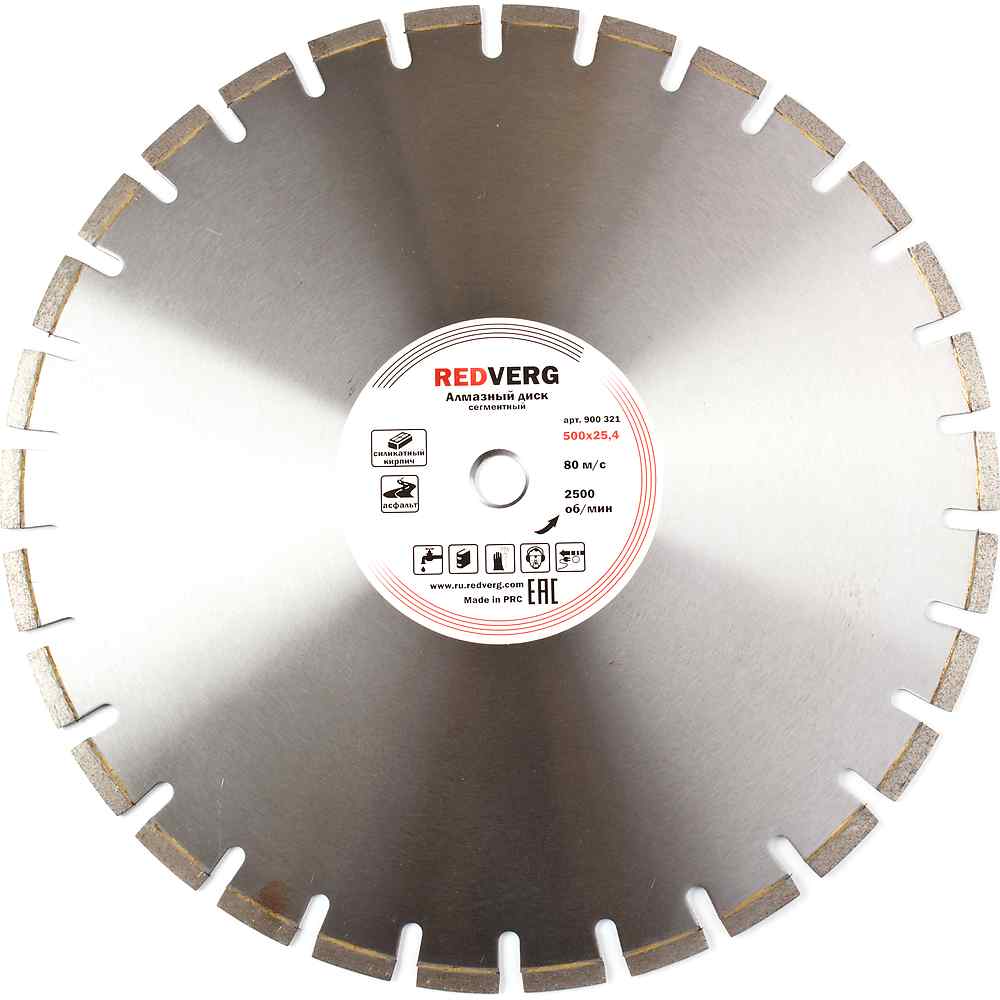 REDVERG
Алмазный диск
сегментный
арт. 900 321
500x25,4
силикатный
кирпич
80 м/с
асфальт
2500
об/мин
www.ru.redverg.com
Made in PRC
EAC